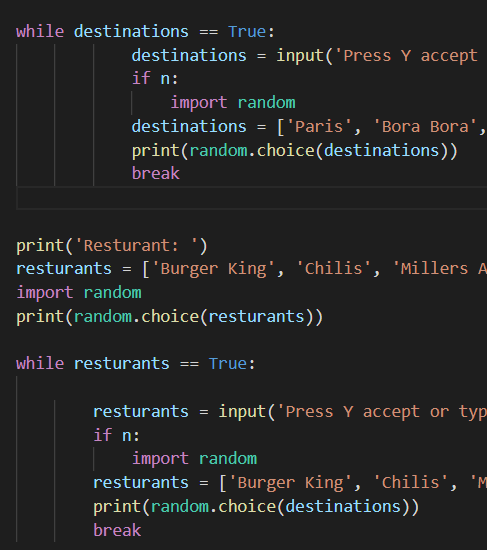 while destinations == True:
destinations = input('Press Y accept
if n:
import random
destinations = ['Paris', 'Bora Bora',
print(random.choice(destinations))
break
print('Resturant: ')
resturants = ['Burger King', 'Chilis', 'Millers A
import random
print(random.choice(resturants))
while resturants == True:
resturants = input('Press Y accept or typ
if n:
import random
resturants = ['Burger King', 'Chilis', 'M
print(random.choice(destinations))
break